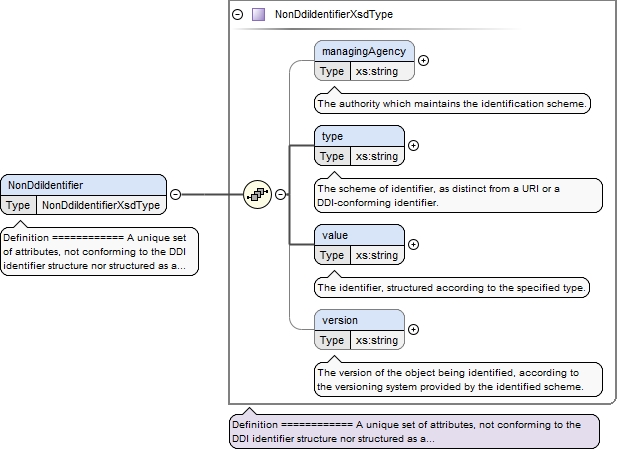 NonDdiIdentifierXsdType
managingAgency
Type xs:string
The authority which maintains the identification scheme.
type
Type xs:string
The scheme of identifier, as distinct from a URI or a
DDI-conforming identifier.
NonDdiIdentifier
Type NonDdiIdentifierXsdType
Definition ============ A unique set
of attributes, not conforming to the DDI
identifier structure nor structured as a...
value
Type xs:string
The identifier, structured according to the specified type.
version
Type xs:string
The version of the object being identified, according to
the versioning system provided by the identified scheme.
Definition ============ A unique set of attributes, not conforming to the
DDI identifier structure nor structured as a...